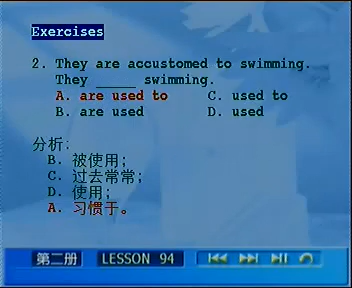 Exercises
2. They are accustomed to swimming.
They ____ swimming.
A. are used to C. used to
B. are used D. used
分析:
B. 被使用;
C. 过去常常;
D. 使用;
A. 习惯于。
第二册 LESSON 94